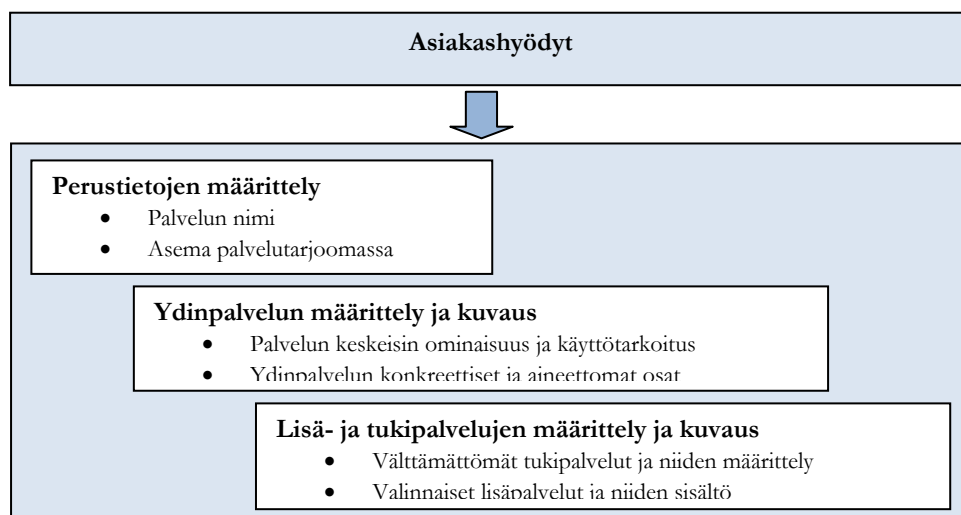 Asiakashyödyt
Perustietojen määrittely
• Palvelun nimi
• Asema palvelutarjoomassa
Ydinpalvelun määrittely ja kuvaus
• Palvelun keskeisin ominaisuus ja käyttötarkoitus
• Ydinpalvelun konkreettiset ja aineettomat osat
Lisä- ja tukipalvelujen määrittely ja kuvaus
• Välttämättömät tukipalvelut ja niiden määrittely
• Valinnaiset lisäpalvelut ja niiden sisältö